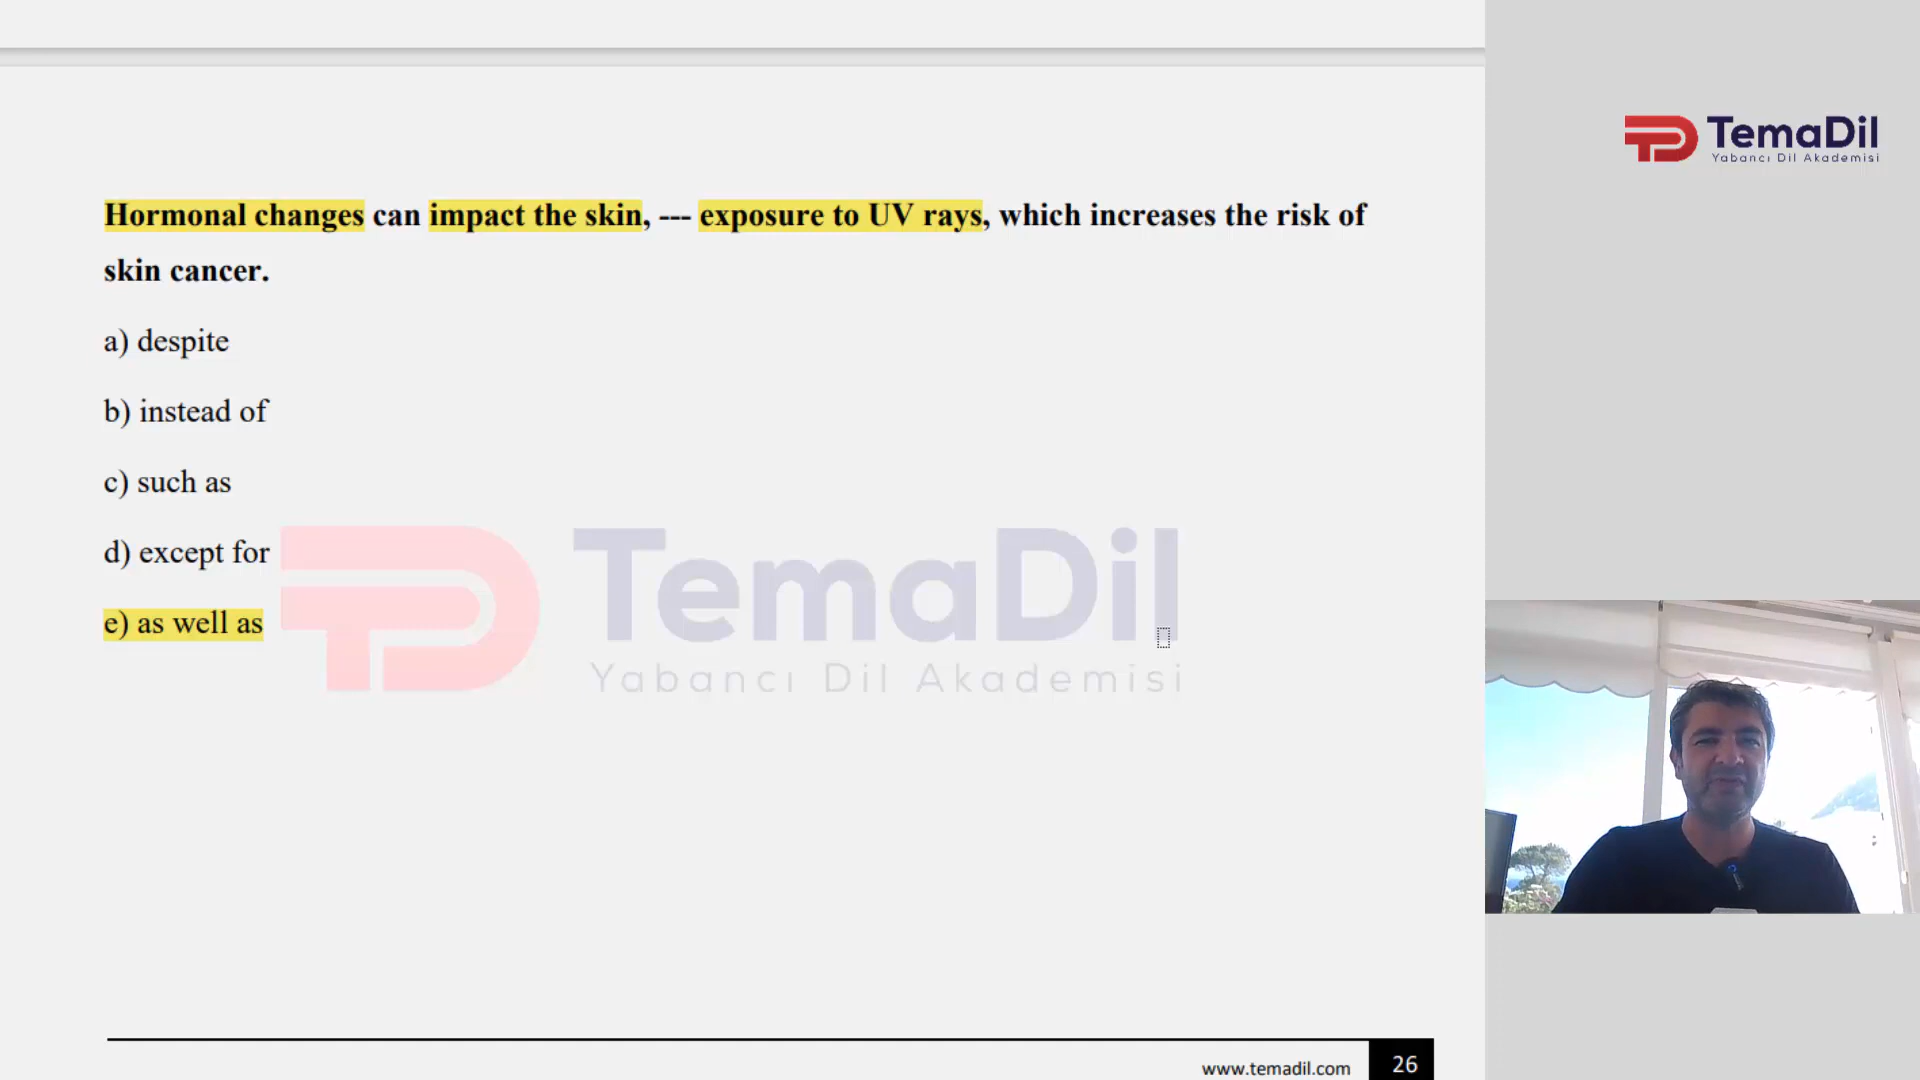 TemaDil
Yabancı Dil Akademisi
Hormonal changes can impact the skin, --- exposure to UV rays, which increases the risk of
skin cancer.
a) despite
b) instead of
c) such as
d) except for
e) as well as
TemaDil
Yabancı Dil Akademisi
www.temadil.com
26